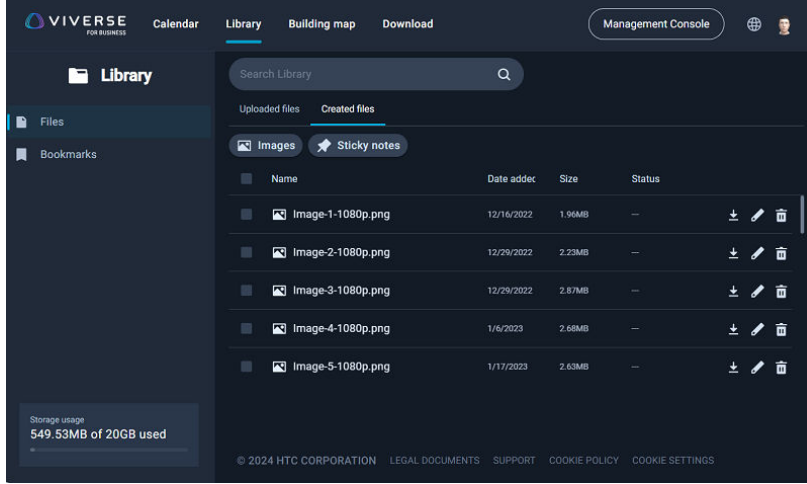 VIVERSE
FOR BUSINESS
Calendar
Library
Building map
Download
Management Console
Library
Files
Bookmarks
Storage usage
549.53MB of 20GB used
Search Library
Uploaded files Created files
Images Sticky notes
Name Date added Size Status
Image-1-1080p.png 12/16/2022 1.96MB —
Image-2-1080p.png 12/29/2022 2.23MB —
Image-3-1080p.png 12/29/2022 2.87MB —
Image-4-1080p.png 1/6/2023 2.68MB —
Image-5-1080p.png 1/17/2023 2.63MB —
© 2024 HTC CORPORATION LEGAL DOCUMENTS SUPPORT COOKIE POLICY COOKIE SETTINGS